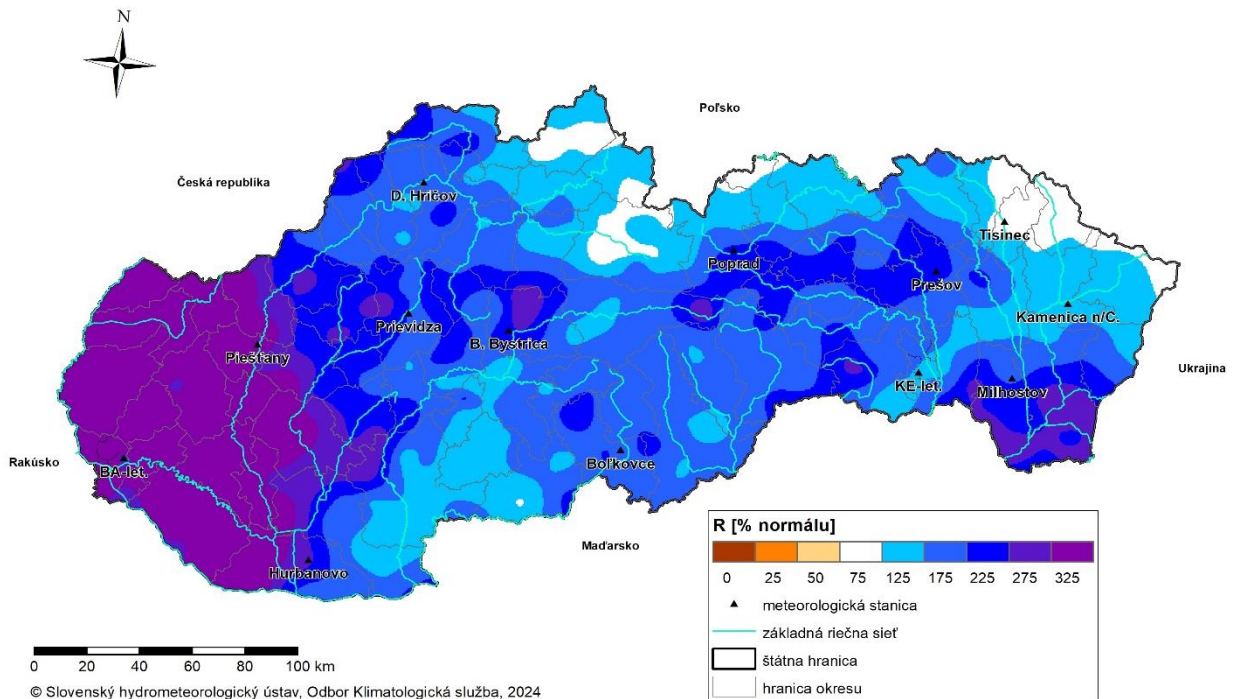 N
Poľsko
Česká republika
D. Hričov
Tisinec
Poprad
Prešov
Kamenica n/C.
Prievidza
B. Bystrica
Piešťany
Ukrajina
KE-let.
Milhostov
Rakúsko
BA-let.
Boľkovce
Maďarsko
Hurbanovo
R [% normálu]
0 25 50 75 125 175 225 275 325
meteorologická stanica
základná riečna sieť
štátna hranica
hranica okresu
0 20 40 60 80 100 km
© Slovenský hydrometeorologický ústav, Odbor Klimatologická služba, 2024